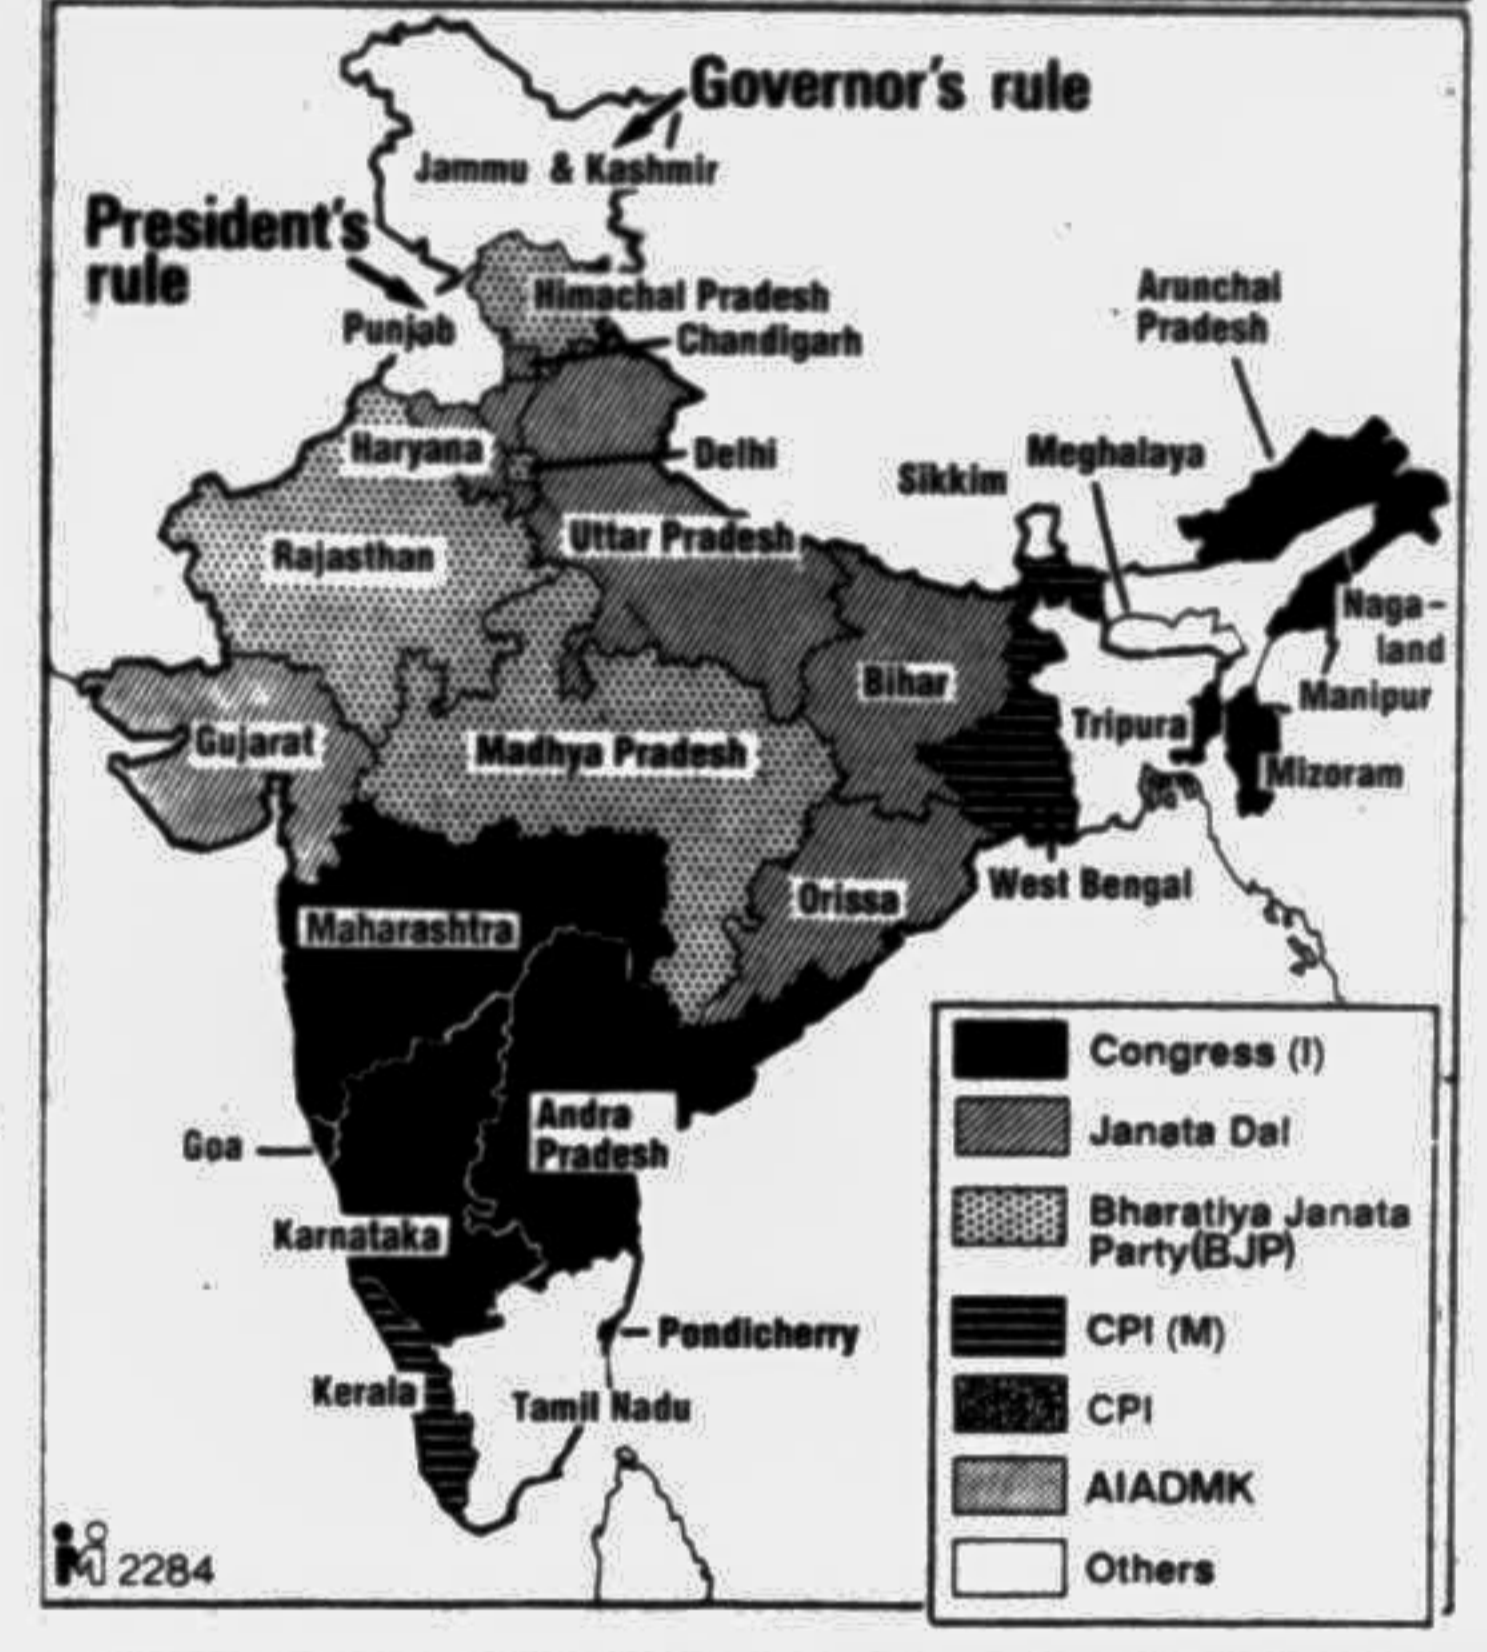 Governor's rule
Jammu & Kashmir
President's
rule
Punjab
Himachal Pradesh
Chandigarh
Arunchal
Pradesh
Haryana
Delhi
Meghalaya
Sikkim
Uttar Pradesh
Rajasthan
Naga-
land
Bihar
Manipur
Tripura
Gujarat
Madhya Pradesh
Mizoram
West Bengal
Orissa
Maharashtra
Andra
Pradesh
Goa
Karnataka
Pondicherry
Kerala
Tamil Nadu
Congress (I)
Janata Dal
Bharatiya Janata
Party(BJP)
CPI (M)
CPI
AIADMK
Others
iM 2284